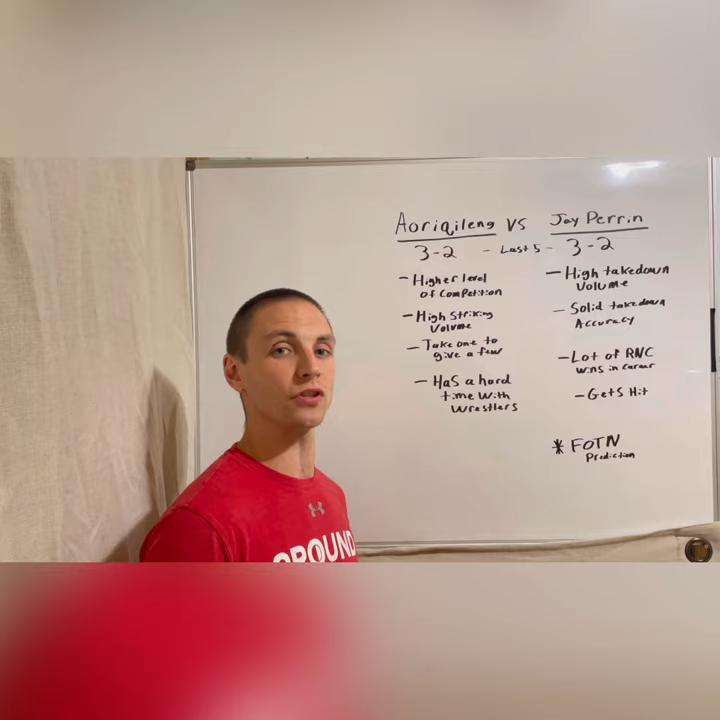 Aoriqileng VS Jay Perrin
3-2 - Last 5 - 3-2
- Higher level
of Competition
- High Striking
Volume
- Take one to
give a few
- Has a hard
time with
wrestlers
- High takedown
Volume
- Solid takedown
Accuracy
- Lot of RNC
wins in career
- Gets Hit
* FOTN
Prediction
GROUND